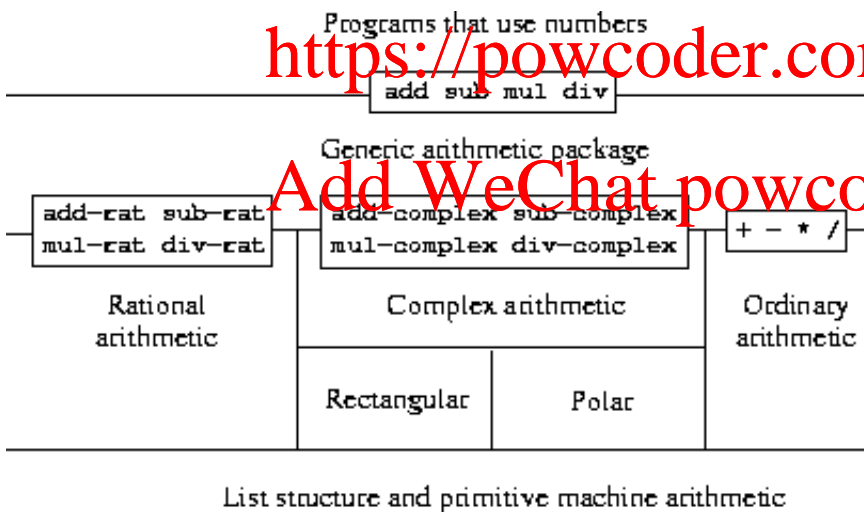 Programs that use numbers
https://powcoder.co
add sub mul div
Generic arithmetic package
Add WeChat powco
add-rat sub-rat
mul-rat div-rat
add-complex sub-complex
mul-complex div-complex
+ - * /
Rational
arithmetic
Complex arithmetic
Ordinary
arithmetic
Rectangular
Polar
List structure and primitive machine arithmetic